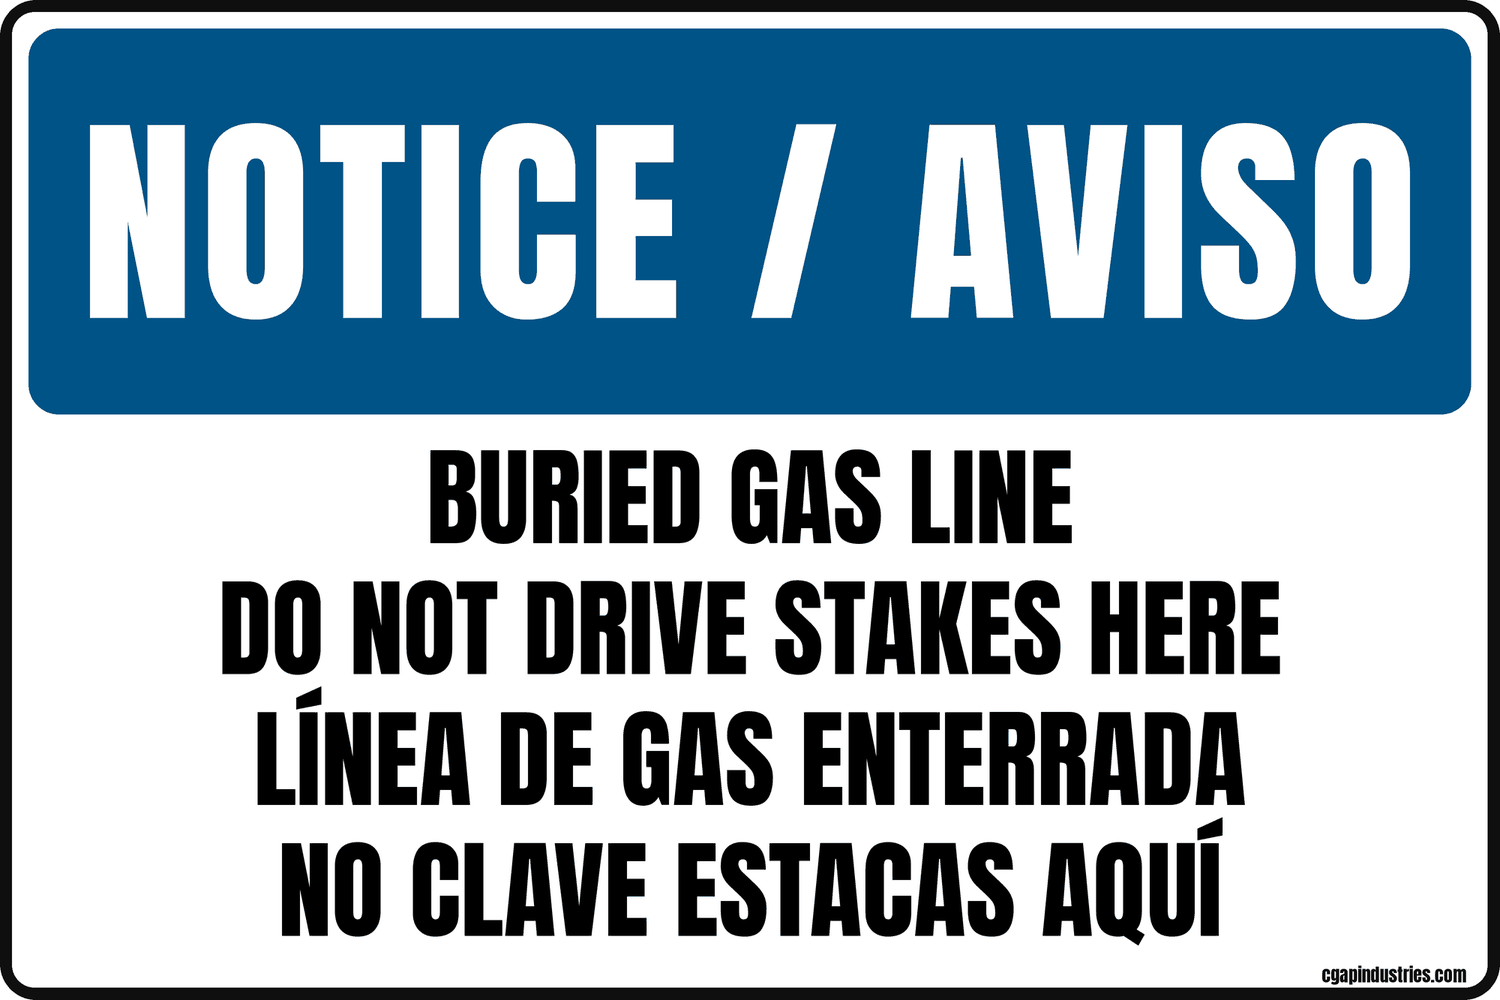 NOTICE / AVISO
BURIED GAS LINE
DO NOT DRIVE STAKES HERE
LÍNEA DE GAS ENTERRADA
NO CLAVE ESTACAS AQUÍ
cgapindustries.com